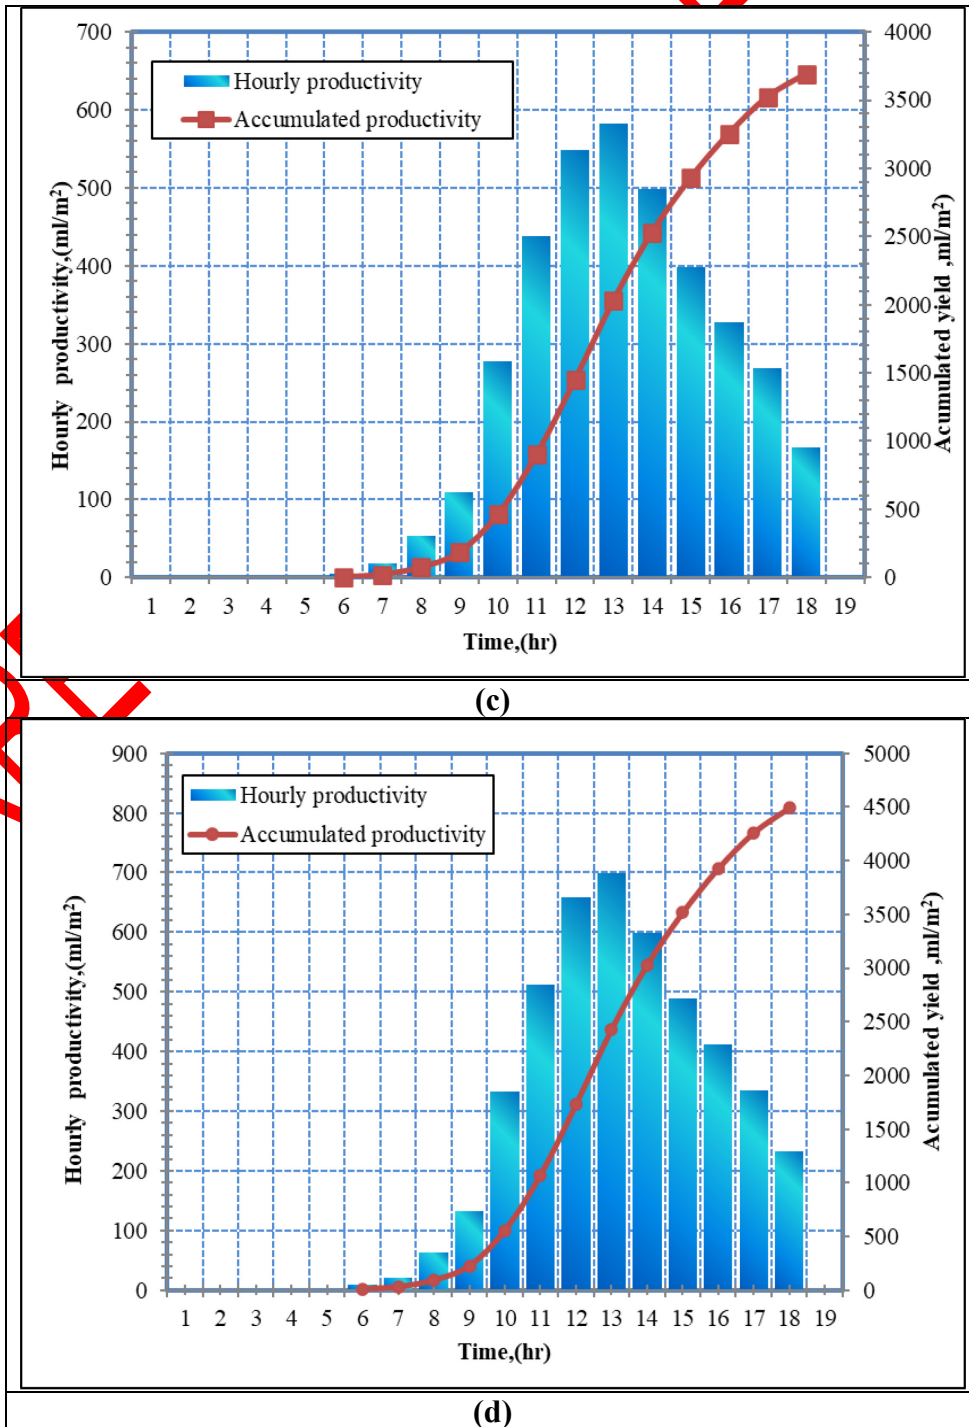 700
600
500
400
300
200
100
0
4000
3500
3000
2500
2000
1500
1000
500
0
Hourly productivity
Accumulated productivity
Hourly productivity,(ml/m²)
Acumulated yield ,ml/m²)
1 2 3 4 5 6 7 8 9 10 11 12 13 14 15 16 17 18 19
Time,(hr)
(c)
900
800
700
600
500
400
300
200
100
0
5000
4500
4000
3500
3000
2500
2000
1500
1000
500
0
Hourly productivity
Accumulated productivity
Hourly productivity,(ml/m²)
Acumulated yield ,ml/m²)
1 2 3 4 5 6 7 8 9 10 11 12 13 14 15 16 17 18 19
Time,(hr)
(d)